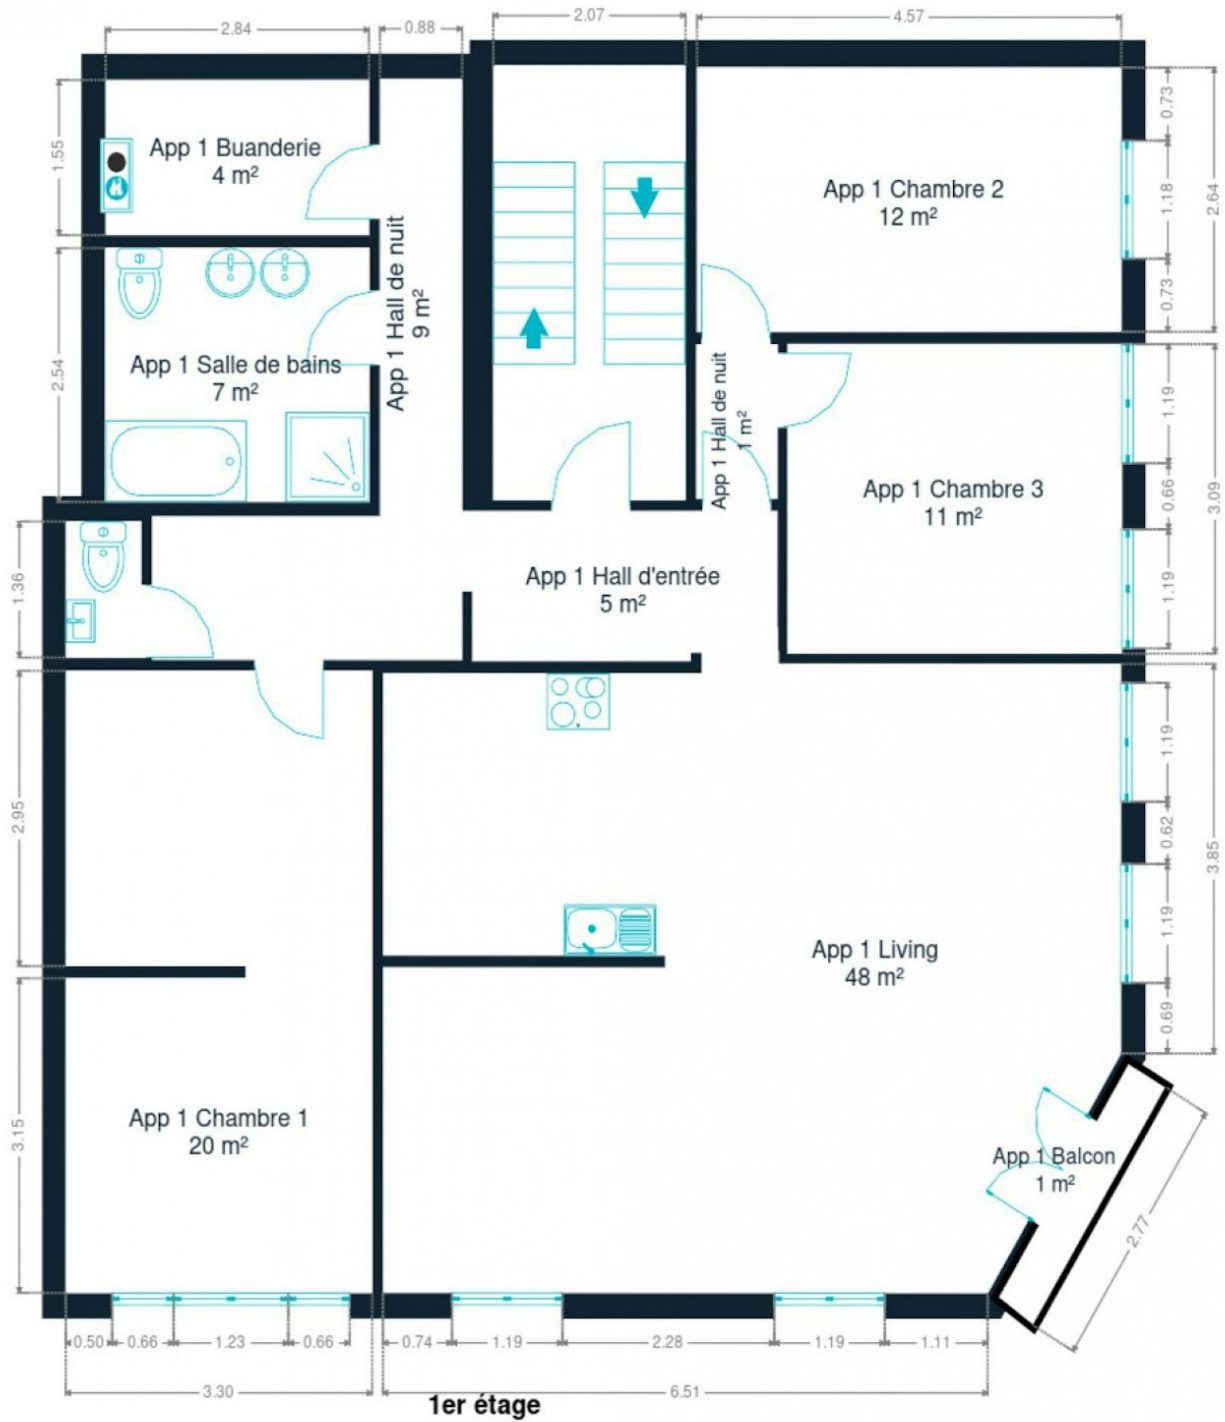 2.84
0.88
2.07
4.57
App 1 Buanderie
4 m²
1.55
App 1 Hall de nuit
9 m²
App 1 Chambre 2
12 m²
0.73
1.18
0.73
2.64
App 1 Salle de bains
7 m²
2.54
App 1 Hall de nuit
1 m²
App 1 Chambre 3
11 m²
1.19
0.66
1.19
3.09
App 1 Hall d'entrée
5 m²
1.36
2.95
App 1 Living
48 m²
1.19
0.62
1.19
0.69
3.85
App 1 Chambre 1
20 m²
3.15
App 1 Balcon
1 m²
2.77
0.50
0.66
1.23
0.66
0.74
1.19
2.28
1.19
1.11
3.30
6.51
1er étage